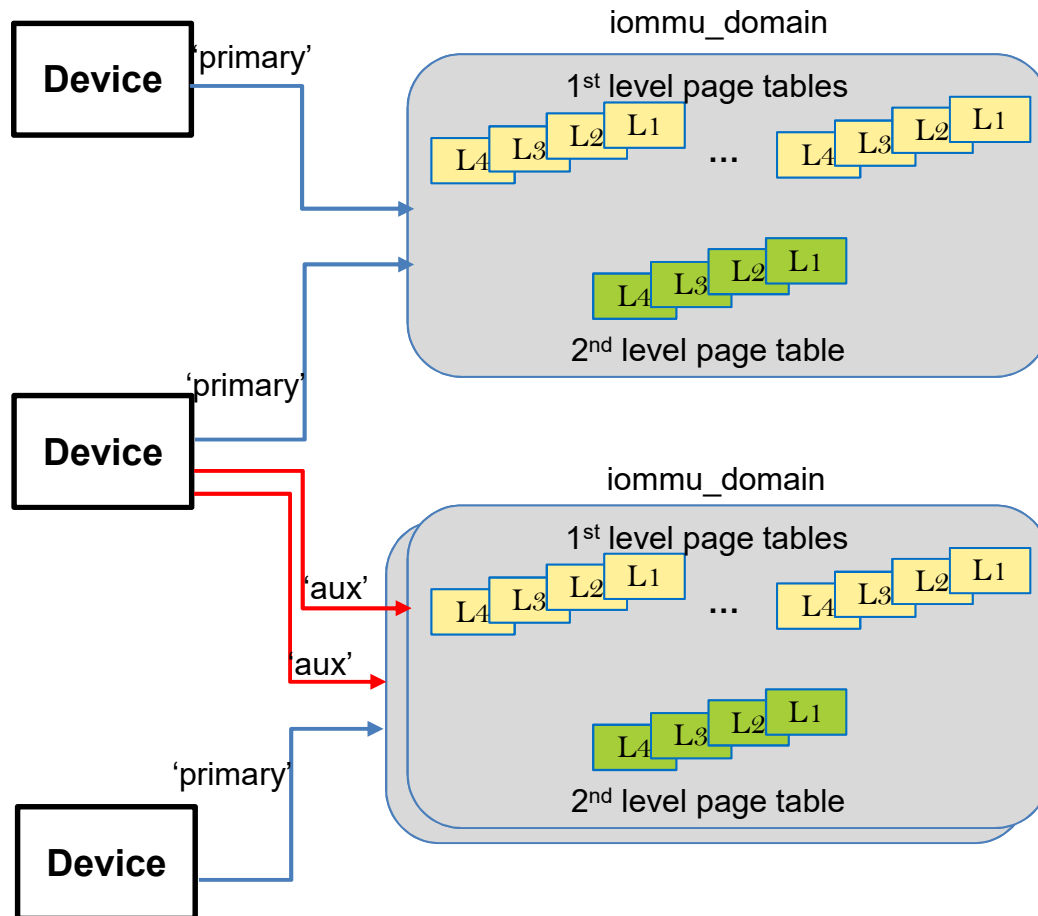 iommu_domain
Device
‘primary’
1st level page tables
L4 L3 L2 L1 ... L4 L3 L2 L1
L4 L3 L2 L1
2nd level page table
‘primary’
Device
iommu_domain
1st level page tables
L4 L3 L2 L1 ... L4 L3 L2 L1
‘aux’
‘aux’
L4 L3 L2 L1
2nd level page table
‘primary’
Device